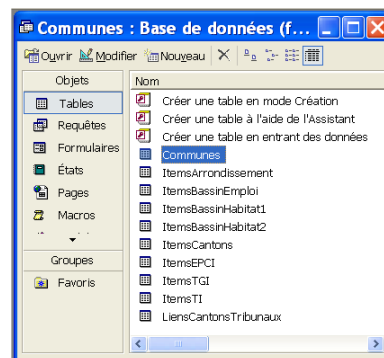 Communes : Base de données (f...
Ouvrir Modifier Nouveau
Objets
Tables
Requêtes
Formulaires
États
Pages
Macros
Groupes
Favoris
Nom
Créer une table en mode Création
Créer une table à l'aide de l'Assistant
Créer une table en entrant des données
Communes
ItemsArrondissement
ItemsBassinEmploi
ItemsBassinHabitat1
ItemsBassinHabitat2
ItemsCantons
ItemsEPCI
ItemsTGI
ItemsTI
LiensCantonsTribunaux